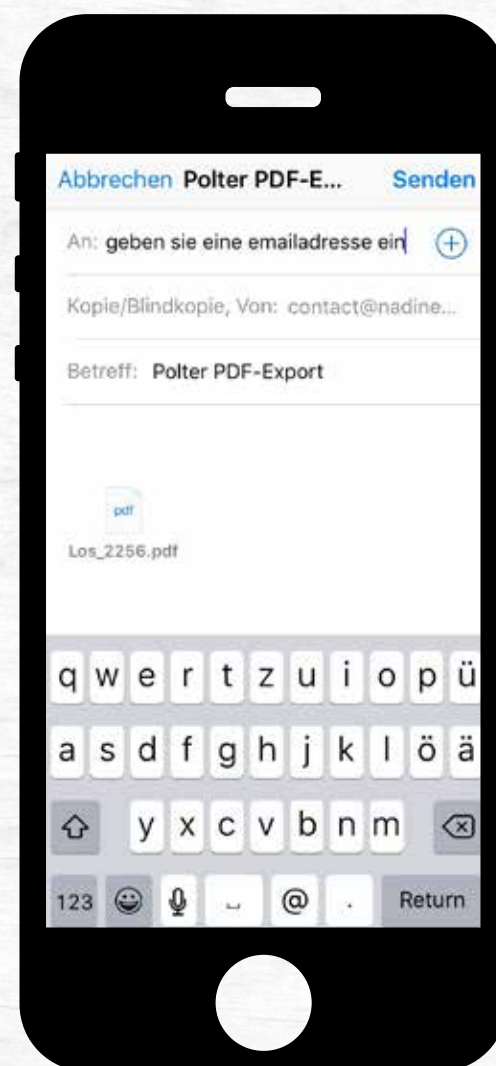 Abbrechen Polter PDF-E... Senden
An: geben sie eine emailadresse ein
Kopie/Blindkopie, Von: contact@nadine...
Betreff: Polter PDF-Export
pdf
Los_2256.pdf
q w e r t z u i o p ü
a s d f g h j k l ö ä
y x c v b n m
123 @ . Return